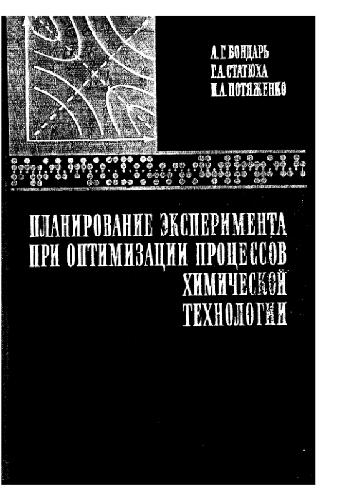 А.Г. БОНДАРЬ
Г.А. СТАТЮХА
И.А. ПОТЯЖЕНКО
ПЛАНИРОВАНИЕ ЭКСПЕРИМЕНТА
ПРИ ОПТИМИЗАЦИИ ПРОЦЕССОВ
ХИМИЧЕСКОЙ
ТЕХНОЛОГИИ